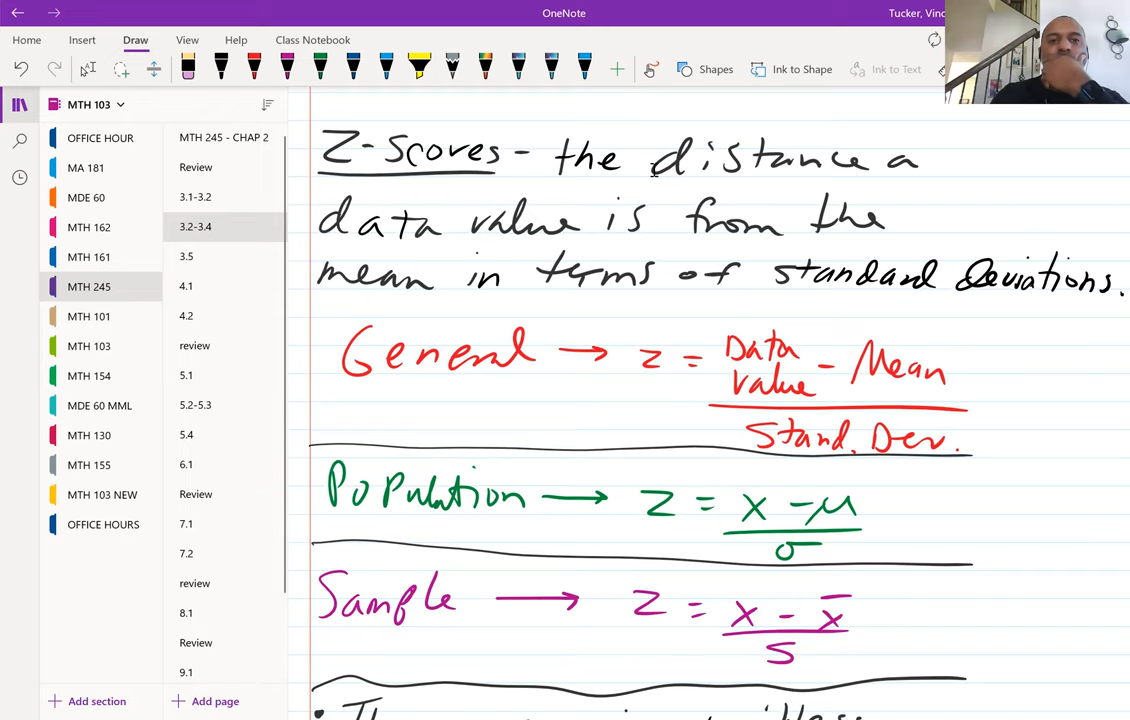 OneNote
Tucker, Vinc
Home Insert Draw View Help Class Notebook
Shapes Ink to Shape Ink to Text
MTH 103
OFFICE HOUR
MA 181
MDE 60
MTH 162
MTH 161
MTH 245
MTH 101
MTH 103
MTH 154
MDE 60 MML
MTH 130
MTH 155
MTH 103 NEW
OFFICE HOURS
Add section
MTH 245 - CHAP 2
Review
3.1-3.2
3.2-3.4
3.5
4.1
4.2
review
5.1
5.2-5.3
5.4
6.1
Review
7.1
7.2
review
8.1
Review
9.1
Add page
Z-Scores - the distance a
data value is from the
mean in terms of standard deviations.
General → z = Data value - Mean
Stand. Dev.
Population → z = x - μ
σ
Sample → z = x - x̄
s